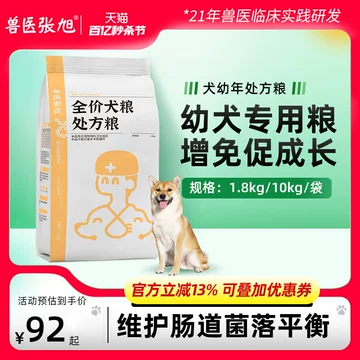 兽医张旭
天猫
百亿秒杀节
*21年兽医临床实践研发
犬幼年处方粮
幼犬专用粮
增免促成长
规格：1.8kg/10kg/袋
兽医张旭
全价犬粮
处方粮
官方立减13% 可叠加优惠券
活动预估到手价
¥92起
维护肠道菌落平衡